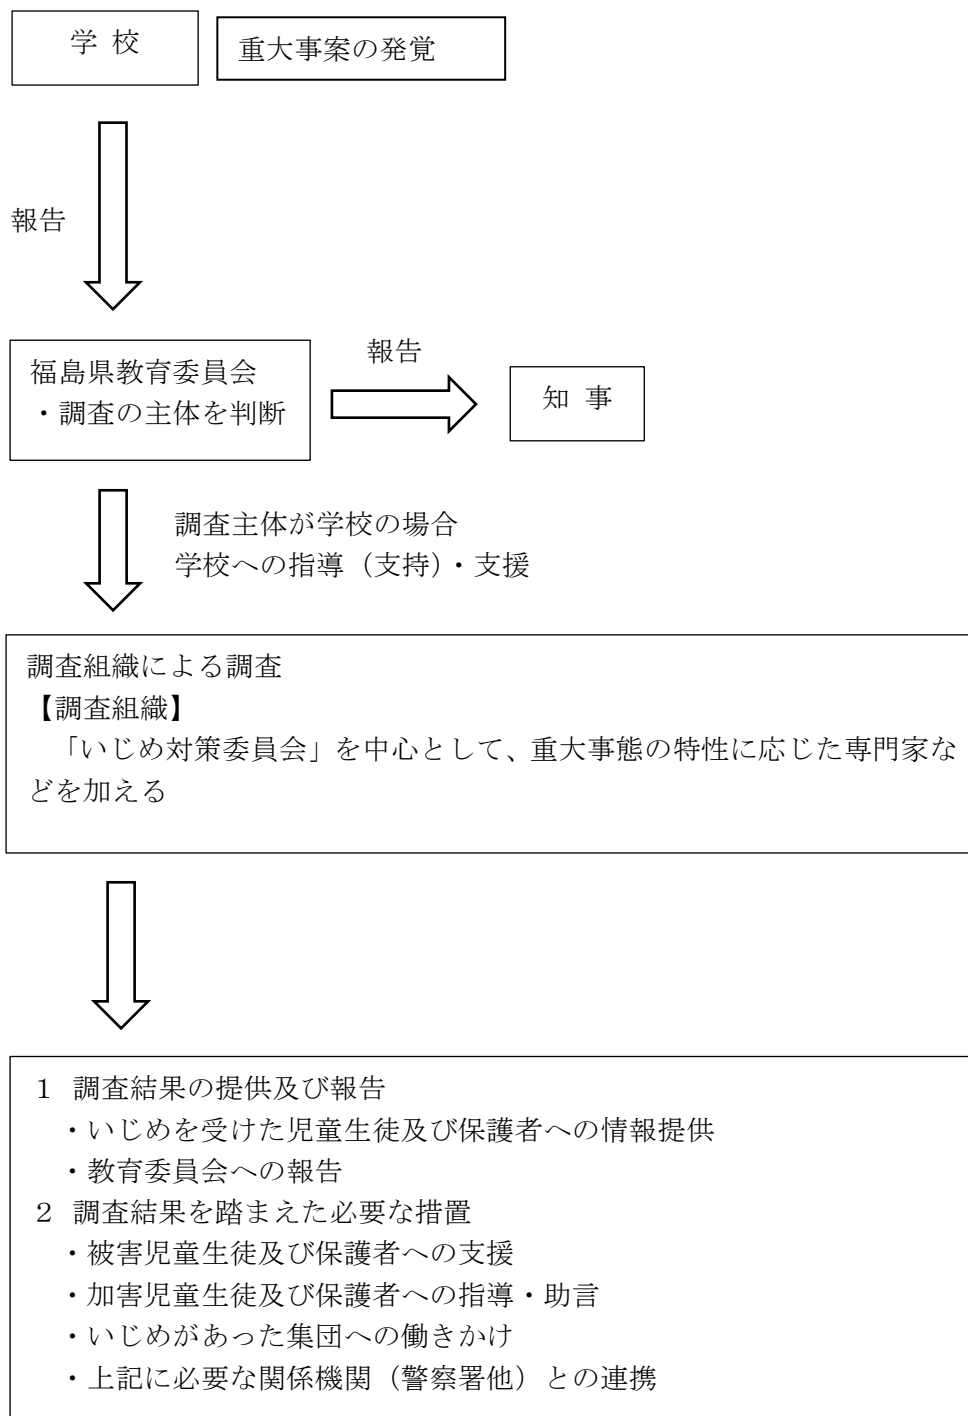 学 校
重大事案の発覚
報告
福島県教育委員会
・調査の主体を判断
報告
知 事
調査主体が学校の場合
学校への指導（支持）・支援
調査組織による調査
【調査組織】
「いじめ対策委員会」を中心として、重大事態の特性に応じた専門家な
どを加える
１ 調査結果の提供及び報告
・いじめを受けた児童生徒及び保護者への情報提供
・教育委員会への報告
２ 調査結果を踏まえた必要な措置
・被害児童生徒及び保護者への支援
・加害児童生徒及び保護者への指導・助言
・いじめがあった集団への働きかけ
・上記に必要な関係機関（警察署他）との連携